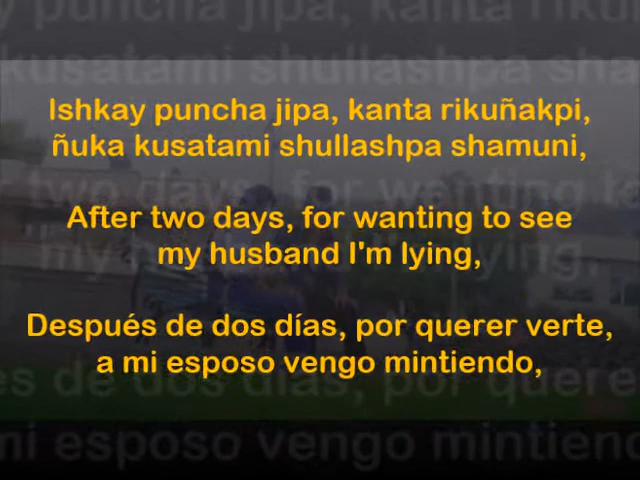 Ishkay puncha jipa, kanta rikuñakpi,
ñuka kusatami shullashpa shamuni,
After two days, for wanting to see
my husband I'm lying,
Después de dos días, por querer verte,
a mi esposo vengo mintiendo,